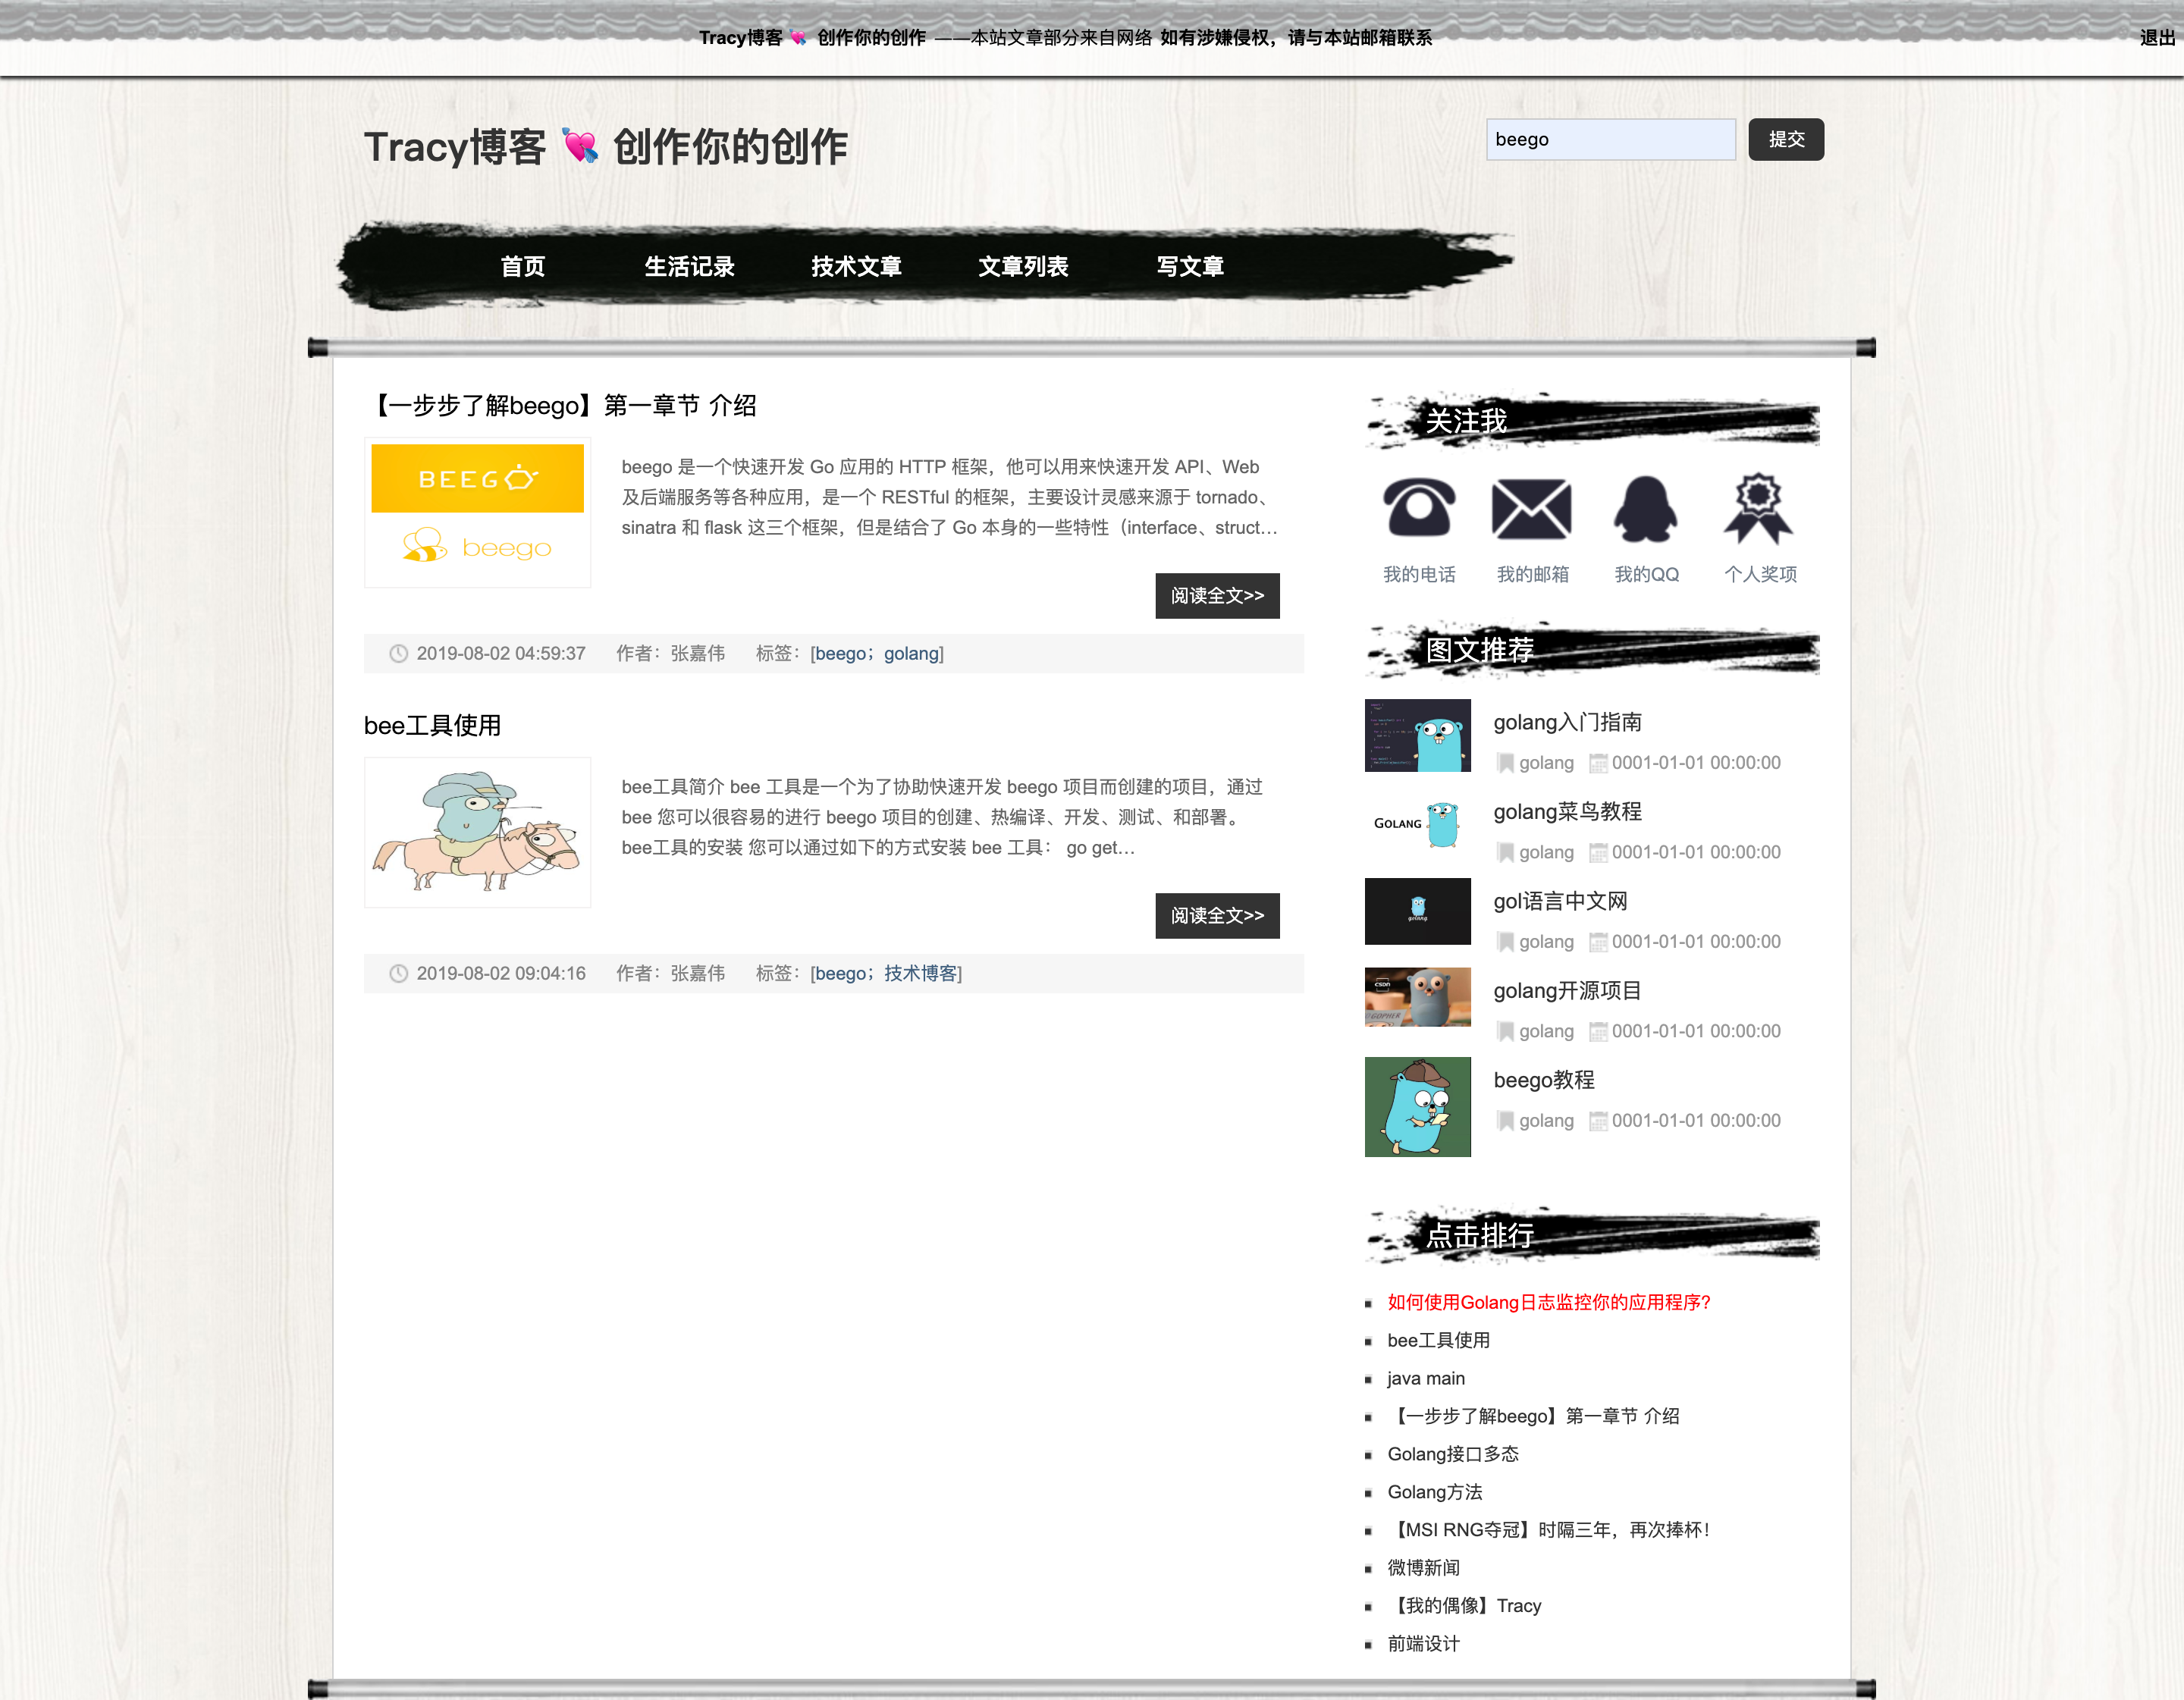 Tracy博客 💘 创作你的创作 ——本站文章部分来自网络 如有涉嫌侵权，请与本站邮箱联系
退出
Tracy博客 💘 创作你的创作
beego
提交
首页 生活记录 技术文章 文章列表 写文章
【一步步了解beego】第一章节 介绍
BEEGO
beego
beego 是一个快速开发 Go 应用的 HTTP 框架，他可以用来快速开发 API、Web
及后端服务等各种应用，是一个 RESTful 的框架，主要设计灵感来源于 tornado、
sinatra 和 flask 这三个框架，但是结合了 Go 本身的一些特性（interface、struct…
阅读全文>>
2019-08-02 04:59:37 作者：张嘉伟 标签：[beego；golang]
bee工具使用
bee工具简介 bee 工具是一个为了协助快速开发 beego 项目而创建的项目，通过
bee 您可以很容易的进行 beego 项目的创建、热编译、开发、测试、和部署。
bee工具的安装 您可以通过如下的方式安装 bee 工具： go get…
阅读全文>>
2019-08-02 09:04:16 作者：张嘉伟 标签：[beego；技术博客]
关注我
我的电话 我的邮箱 我的QQ 个人奖项
图文推荐
golang入门指南
golang 0001-01-01 00:00:00
GOLANG
golang菜鸟教程
golang 0001-01-01 00:00:00
golang
gol语言中文网
golang 0001-01-01 00:00:00
CSDN
GOPHER
golang开源项目
golang 0001-01-01 00:00:00
beego教程
golang 0001-01-01 00:00:00
点击排行
如何使用Golang日志监控你的应用程序?
bee工具使用
java main
【一步步了解beego】第一章节 介绍
Golang接口多态
Golang方法
【MSI RNG夺冠】时隔三年，再次捧杯！
微博新闻
【我的偶像】Tracy
前端设计